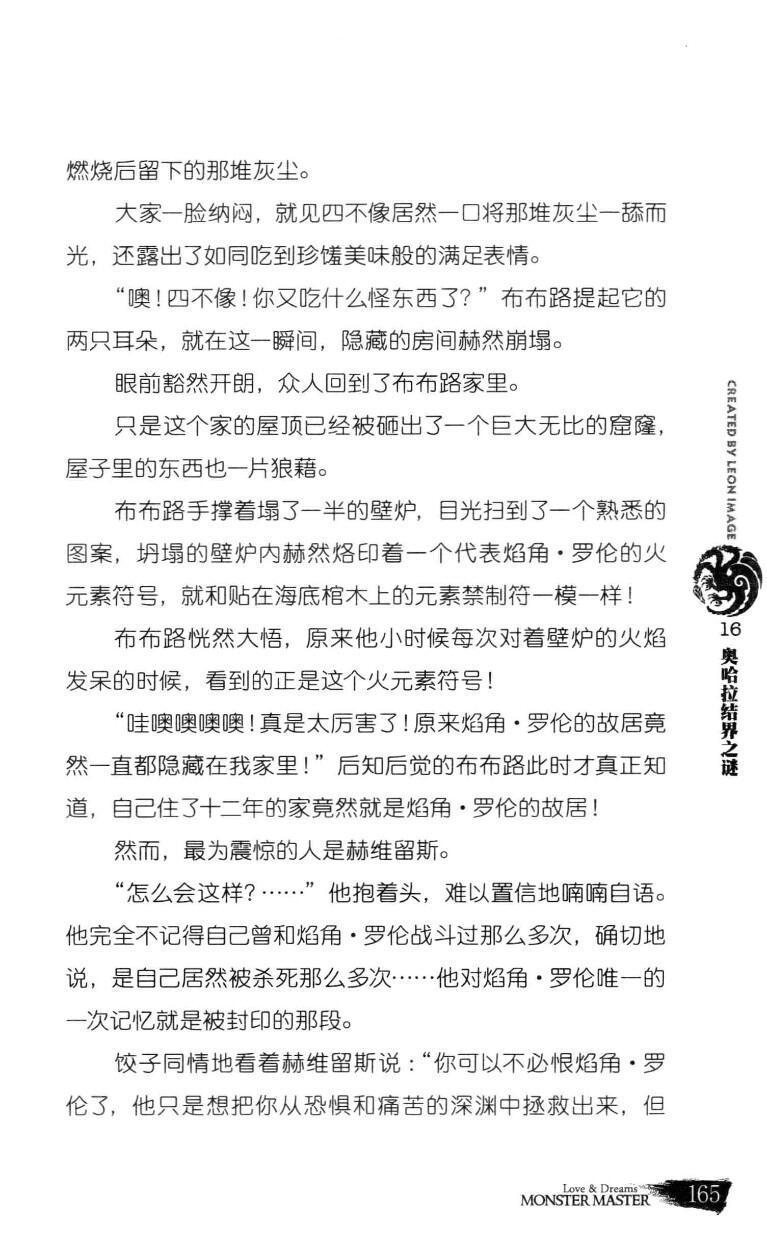 燃烧后留下的那堆灰尘。
大家一脸纳闷，就见四不像居然一口将那堆灰尘一舔而
光，还露出了如同吃到珍馐美味般的满足表情。
“噢！四不像！你又吃什么怪东西了？”布布路提起它的
两只耳朵，就在这一瞬间，隐藏的房间赫然崩塌。
眼前豁然开朗，众人回到了布布路家里。
只是这个家的屋顶已经被砸出了一个巨大无比的窟窿，
屋子里的东西也一片狼藉。
布布路手撑着塌了一半的壁炉，目光扫到了一个熟悉的
图案，坍塌的壁炉内赫然烙印着一个代表焰角·罗伦的火
元素符号，就和贴在海底棺木上的元素禁制符一模一样！
布布路恍然大悟，原来他小时候每次对着壁炉的火焰
发呆的时候，看到的正是这个火元素符号！
“哇噢噢噢噢！真是太厉害了！原来焰角·罗伦的故居竟
然一直都隐藏在我家里！”后知后觉的布布路此时才真正知
道，自己住了十二年的家竟然就是焰角·罗伦的故居！
然而，最为震惊的人是赫维留斯。
“怎么会这样？……”他抱着头，难以置信地喃喃自语。
他完全不记得自己曾和焰角·罗伦战斗过那么多次，确切地
说，是自己居然被杀死那么多次……他对焰角·罗伦唯一的
一次记忆就是被封印的那段。
饺子同情地看着赫维留斯说：“你可以不必恨焰角·罗
伦了，他只是想把你从恐惧和痛苦的深渊中拯救出来，但
CREATED BY LEON IMAGE
16
奥哈拉结界之谜
Love & Dreams
MONSTER MASTER
165